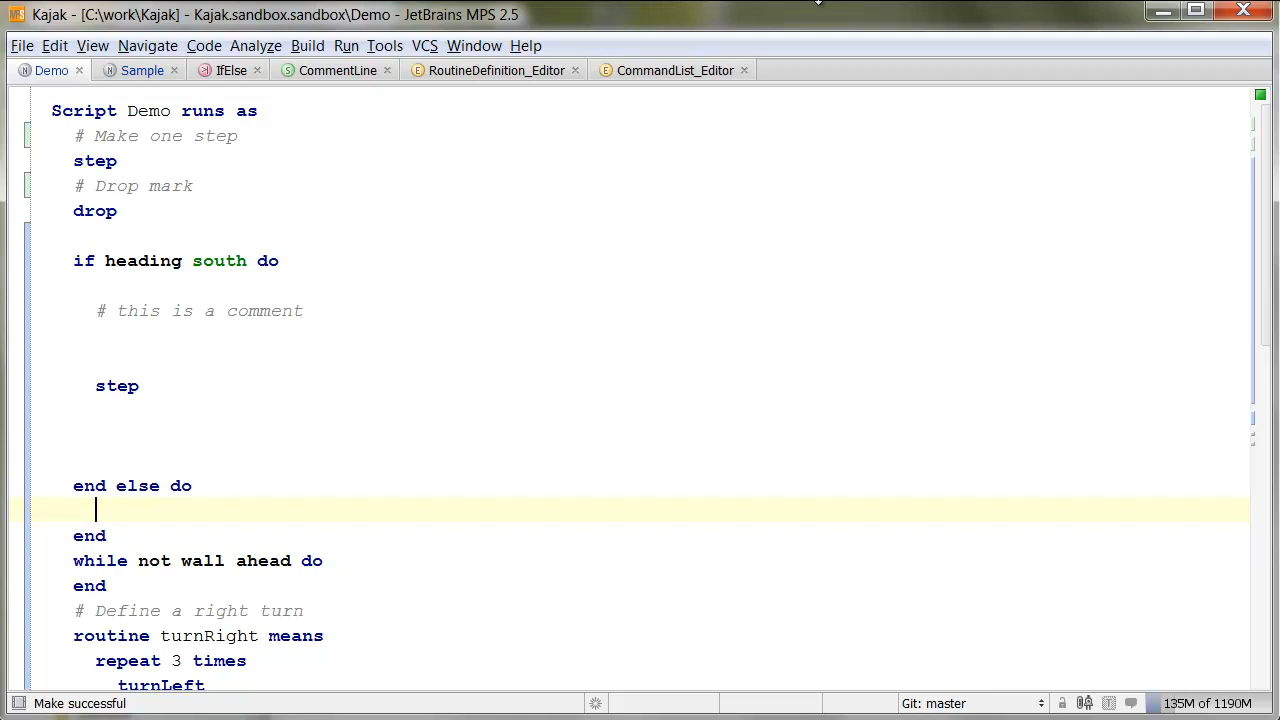 Kajak - [C:\work\Kajak] - Kajak.sandbox.sandbox\Demo - JetBrains MPS 2.5
File Edit View Navigate Code Analyze Build Run Tools VCS Window Help
Demo Sample IfElse CommentLine RoutineDefinition_Editor CommandList_Editor
Script Demo runs as
# Make one step
step
# Drop mark
drop
if heading south do
# this is a comment
step
end else do
end
while not wall ahead do
end
# Define a right turn
routine turnRight means
repeat 3 times
turnLeft
Make successful Git: master 135M of 1190M